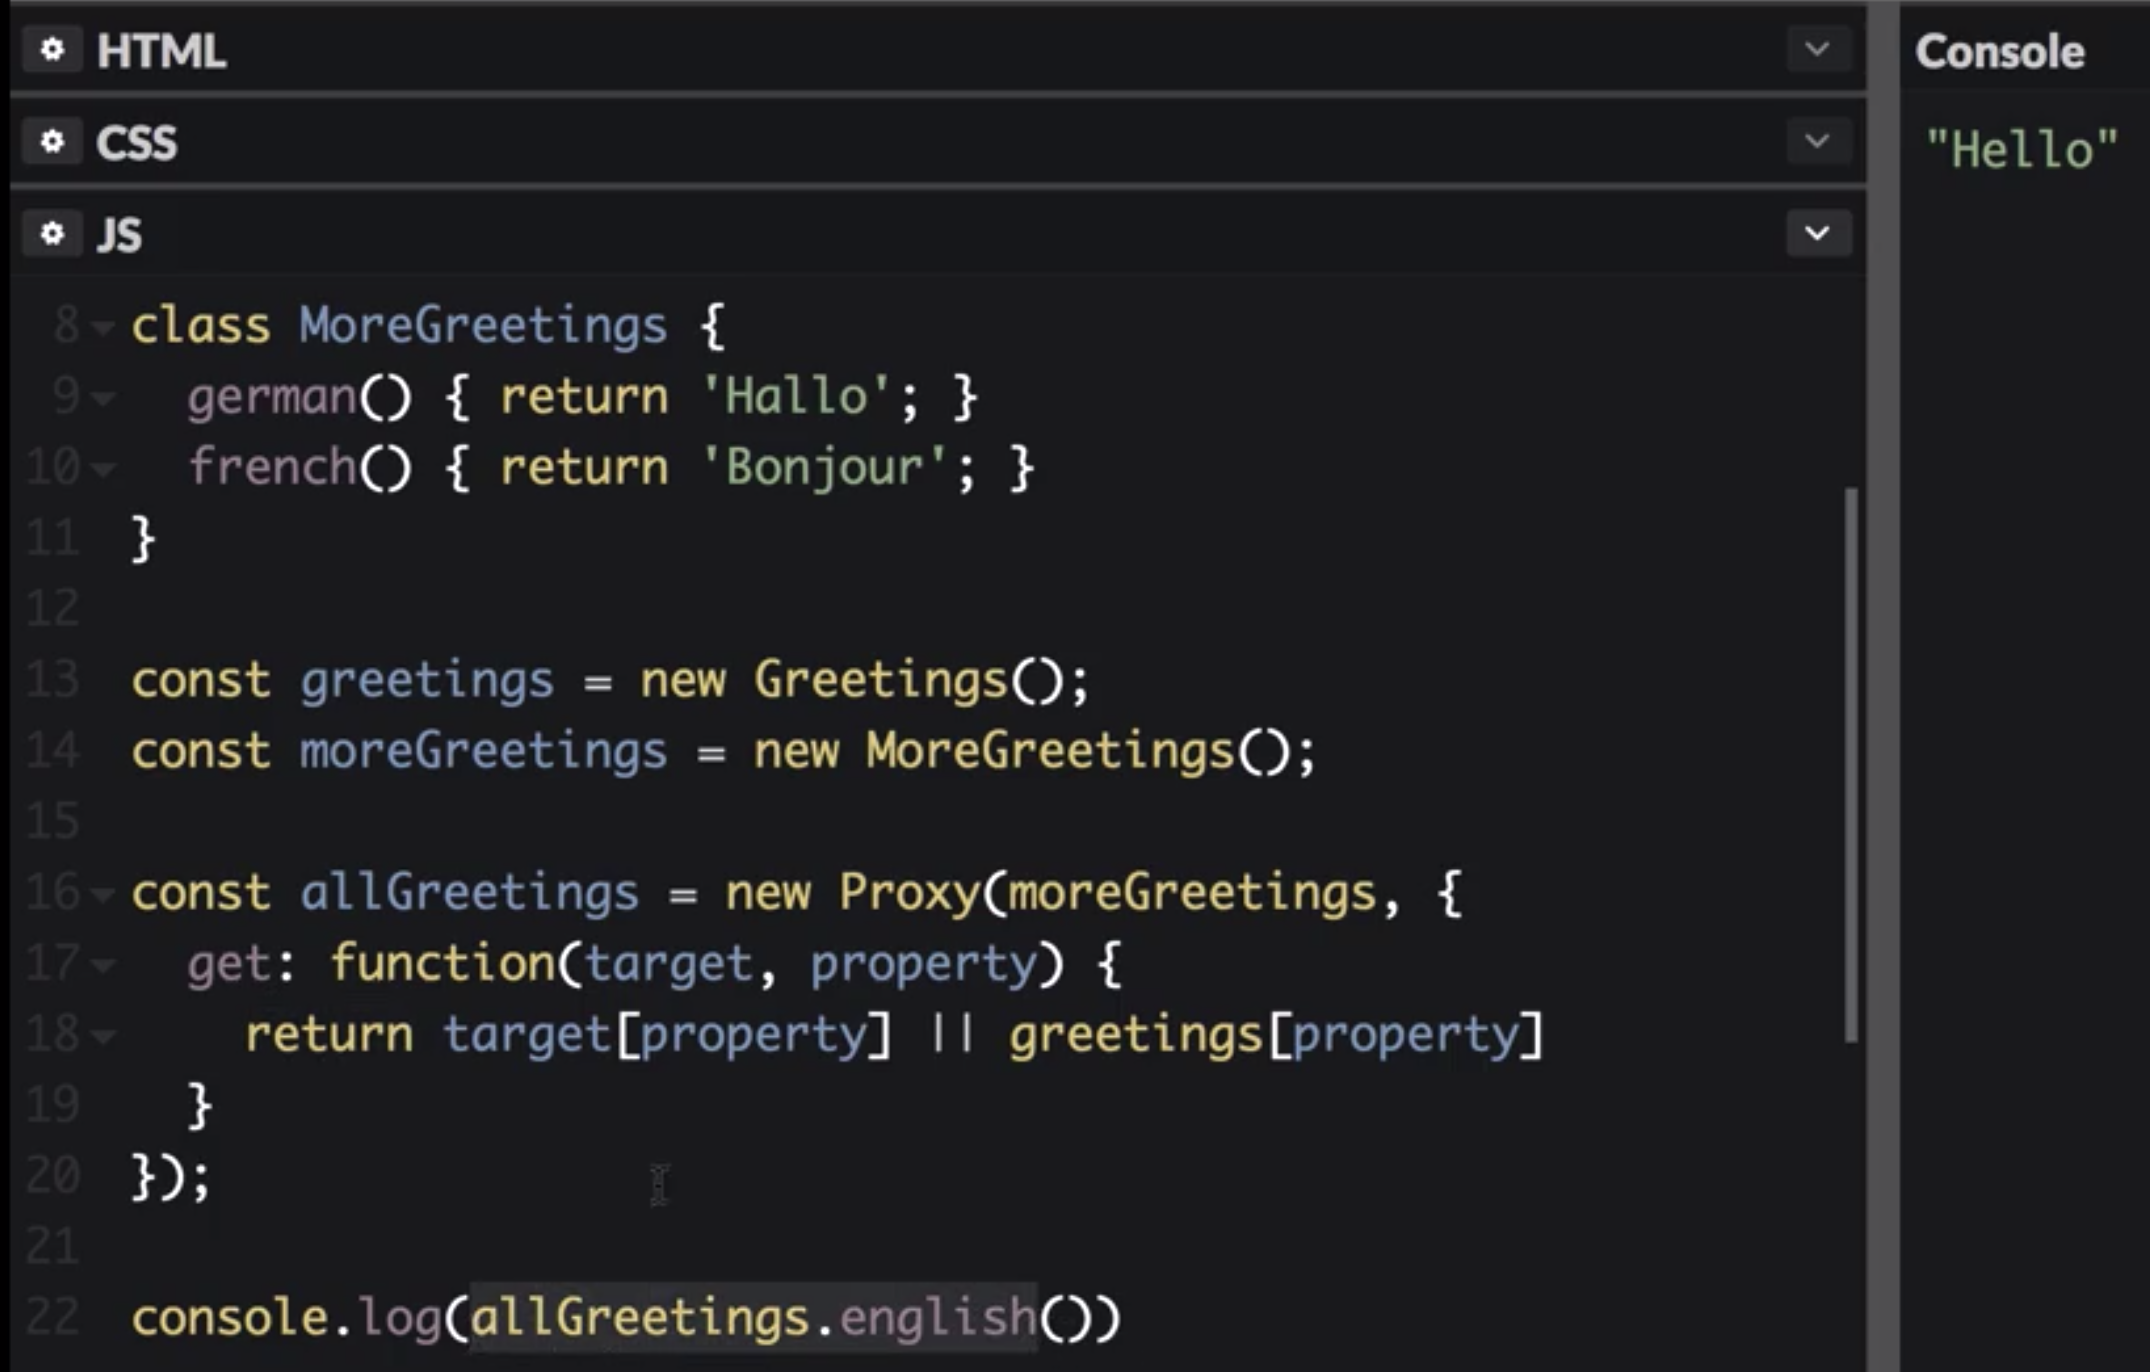 HTML
Console
CSS
"Hello"
JS
8 class MoreGreetings {
9   german() { return 'Hallo'; }
10   french() { return 'Bonjour'; }
11 }
12
13 const greetings = new Greetings();
14 const moreGreetings = new MoreGreetings();
15
16 const allGreetings = new Proxy(moreGreetings, {
17   get: function(target, property) {
18     return target[property] || greetings[property]
19   }
20 });
21
22 console.log(allGreetings.english())